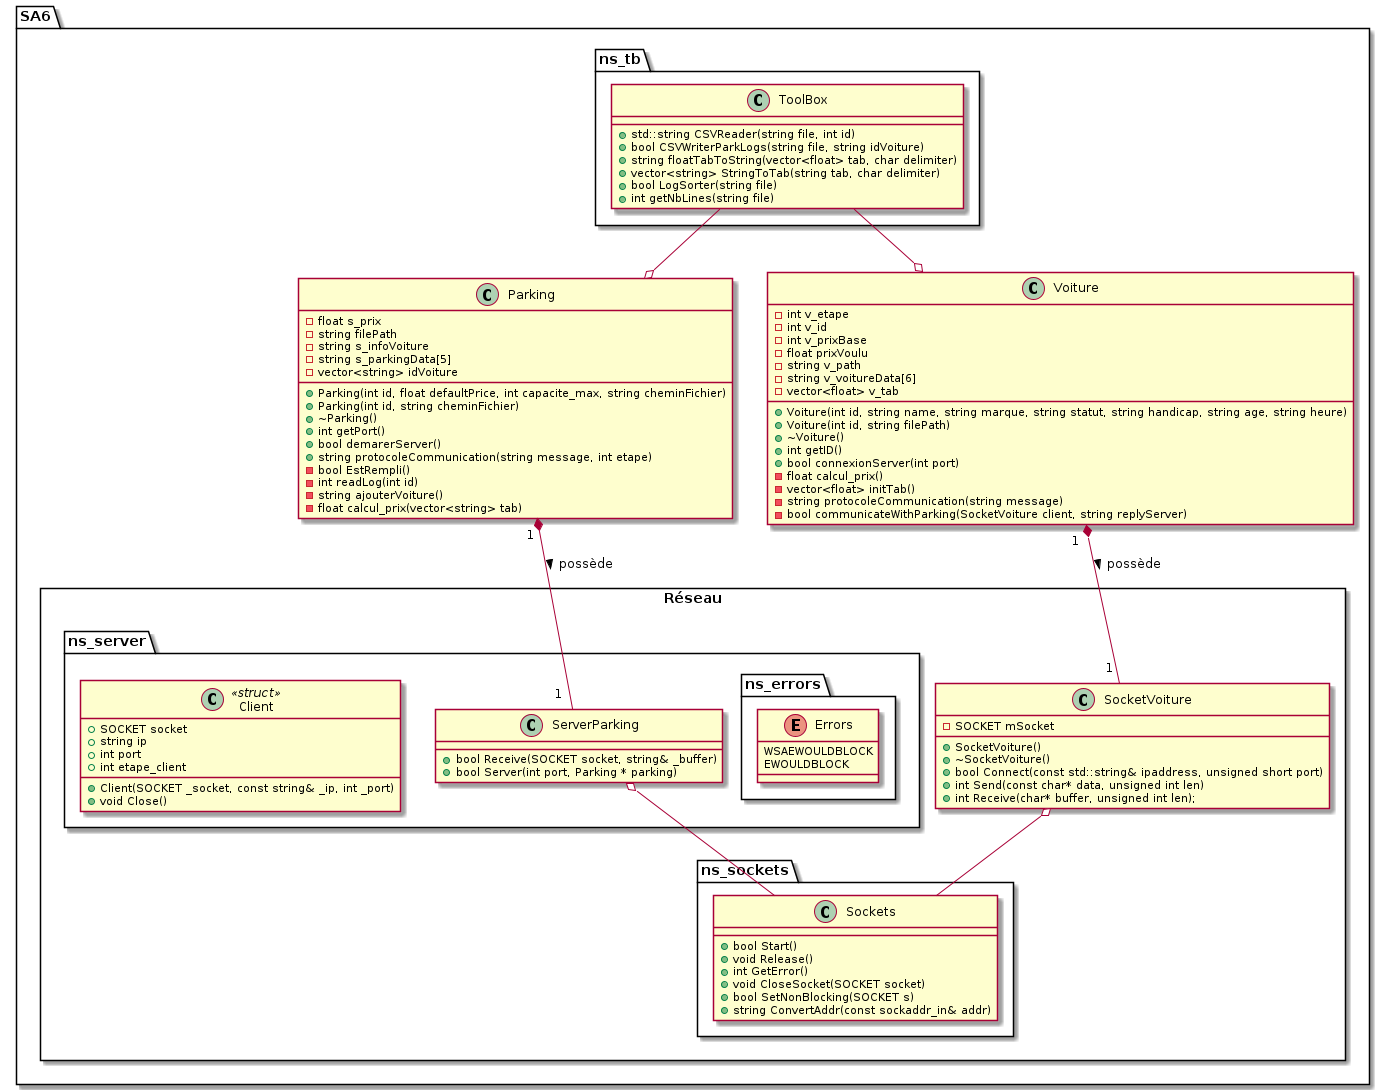 SA6
ns_tb
ToolBox
std::string CSVReader(string file, int id)
bool CSVWriterParkLogs(string file, string idVoiture)
string floatTabToString(vector<float> tab, char delimiter)
vector<string> StringToTab(string tab, char delimiter)
bool LogSorter(string file)
int getNbLines(string file)
Parking
float s_prix
string filePath
string s_infoVoiture
string s_parkingData[5]
vector<string> idVoiture
Parking(int id, float defaultPrice, int capacite_max, string cheminFichier)
Parking(int id, string cheminFichier)
~Parking()
int getPort()
bool demarerServer()
string protocoleCommunication(string message, int etape)
bool EstRempli()
int readLog(int id)
string ajouterVoiture()
float calcul_prix(vector<string> tab)
Voiture
int v_etape
int v_id
int v_prixBase
float prixVoulu
string v_path
string v_voitureData[6]
vector<float> v_tab
Voiture(int id, string name, string marque, string statut, string handicap, string age, string heure)
Voiture(int id, string filePath)
~Voiture()
int getID()
bool connexionServer(int port)
float calcul_prix()
vector<float> initTab()
string protocoleCommunication(string message)
bool communicateWithParking(SocketVoiture client, string replyServer)
1
possède
1
1
possède
1
Réseau
ns_server
«struct»
Client
SOCKET socket
string ip
int port
int etape_client
Client(SOCKET _socket, const string& _ip, int _port)
void Close()
ServerParking
bool Receive(SOCKET socket, string& _buffer)
bool Server(int port, Parking * parking)
ns_errors
Errors
WSAEWOULDBLOCK
EWOULDBLOCK
SocketVoiture
SOCKET mSocket
SocketVoiture()
~SocketVoiture()
bool Connect(const std::string& ipaddress, unsigned short port)
int Send(const char* data, unsigned int len)
int Receive(char* buffer, unsigned int len);
ns_sockets
Sockets
bool Start()
void Release()
int GetError()
void CloseSocket(SOCKET socket)
bool SetNonBlocking(SOCKET s)
string ConvertAddr(const sockaddr_in& addr)